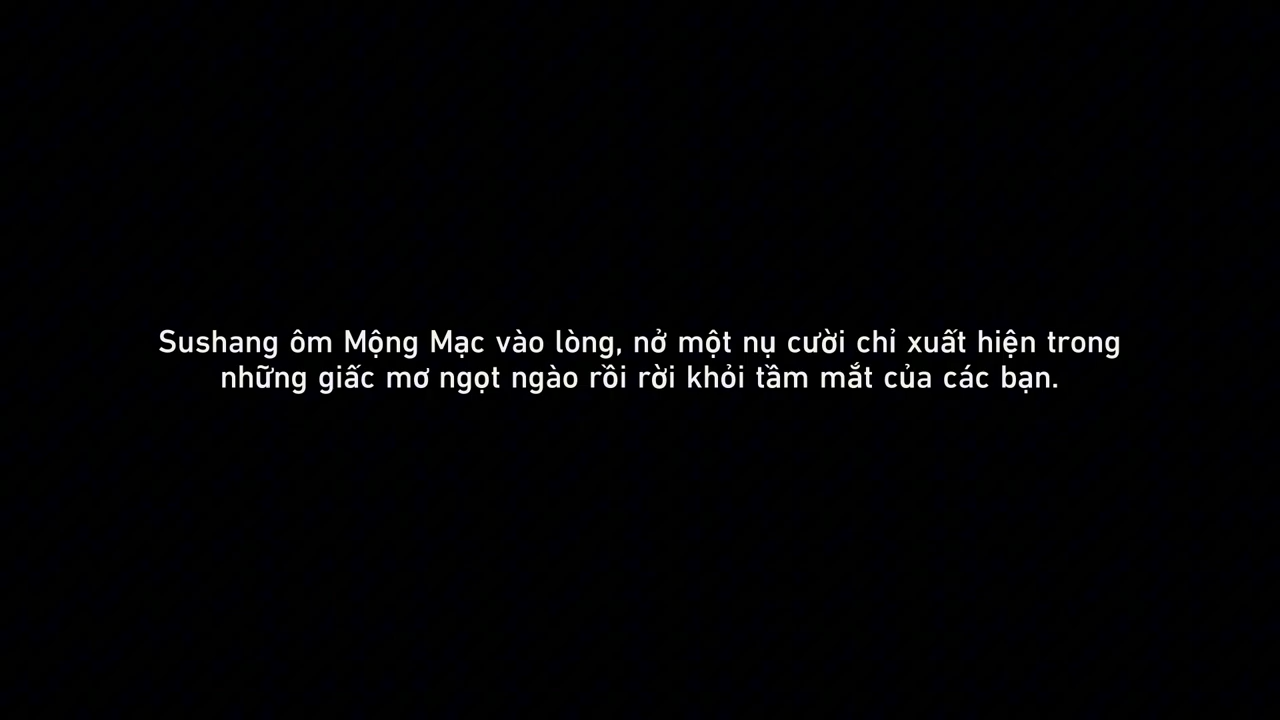 Sushang ôm Mộng Mạc vào lòng, nở một nụ cười chỉ xuất hiện trong
những giấc mơ ngọt ngào rồi rời khỏi tầm mắt của các bạn.